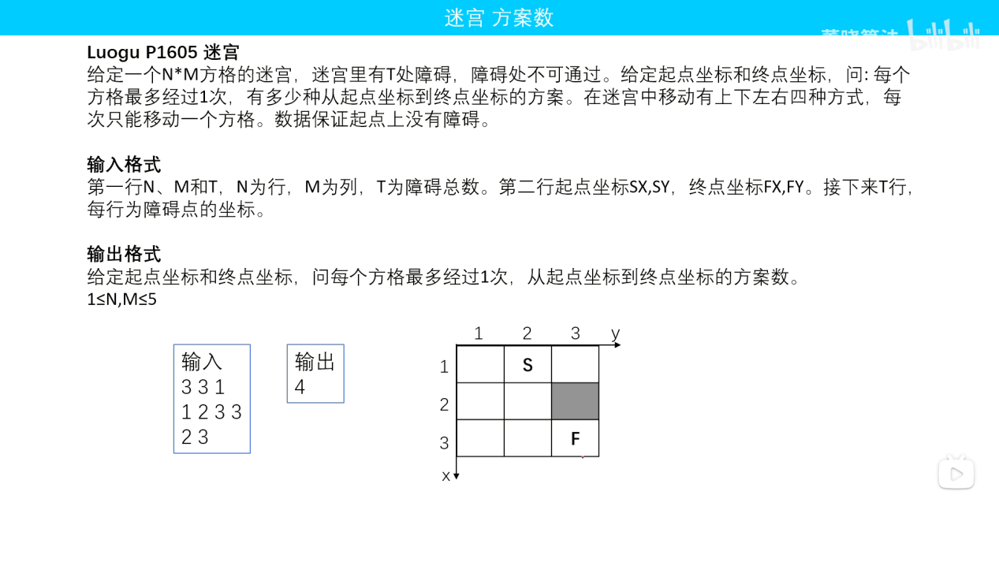 迷宫 方案数
董晓算法 bilibili
Luogu P1605 迷宫
给定一个N*M方格的迷宫，迷宫里有T处障碍，障碍处不可通过。给定起点坐标和终点坐标，问: 每个
方格最多经过1次，有多少种从起点坐标到终点坐标的方案。在迷宫中移动有上下左右四种方式，每
次只能移动一个方格。数据保证起点上没有障碍。
输入格式
第一行N、M和T，N为行，M为列，T为障碍总数。第二行起点坐标SX,SY，终点坐标FX,FY。接下来T行,
每行为障碍点的坐标。
输出格式
给定起点坐标和终点坐标，问每个方格最多经过1次，从起点坐标到终点坐标的方案数。
1≤N,M≤5
输入
3 3 1
1 2 3 3
2 3
输出
4
1 2 3 y
1 S
2
3 F
x